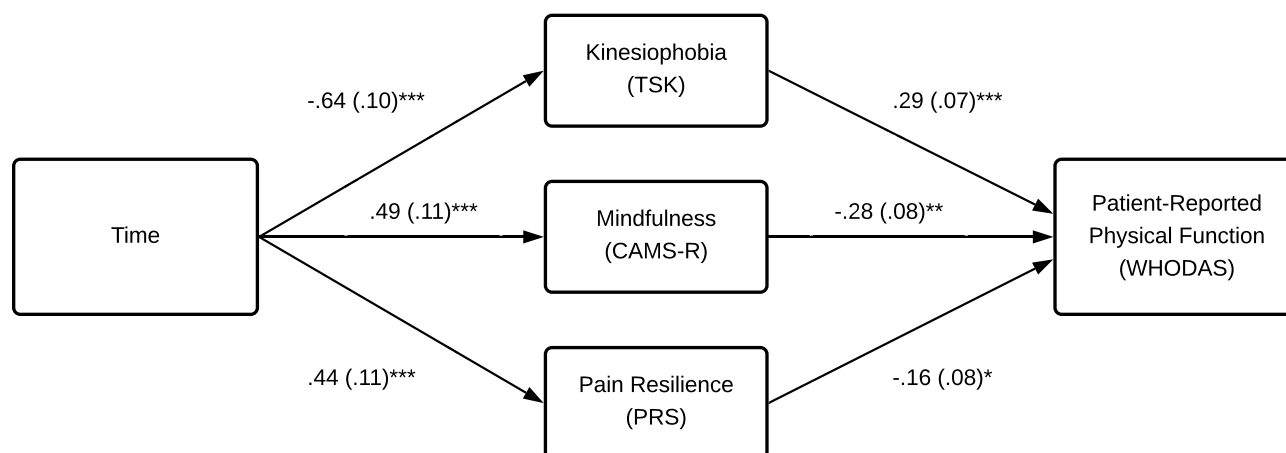 Kinesiophobia
(TSK)
-.64 (.10)***
.29 (.07)***
Time
.49 (.11)***
Mindfulness
(CAMS-R)
-.28 (.08)**
Patient-Reported
Physical Function
(WHODAS)
.44 (.11)***
Pain Resilience
(PRS)
-.16 (.08)*